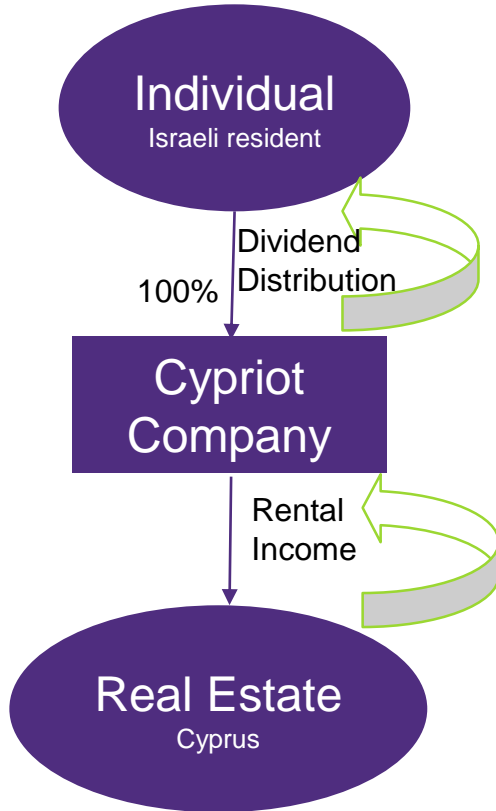 Individual
Israeli resident
Dividend
Distribution
100%
Cypriot
Company
Rental
Income
Real Estate
Cyprus